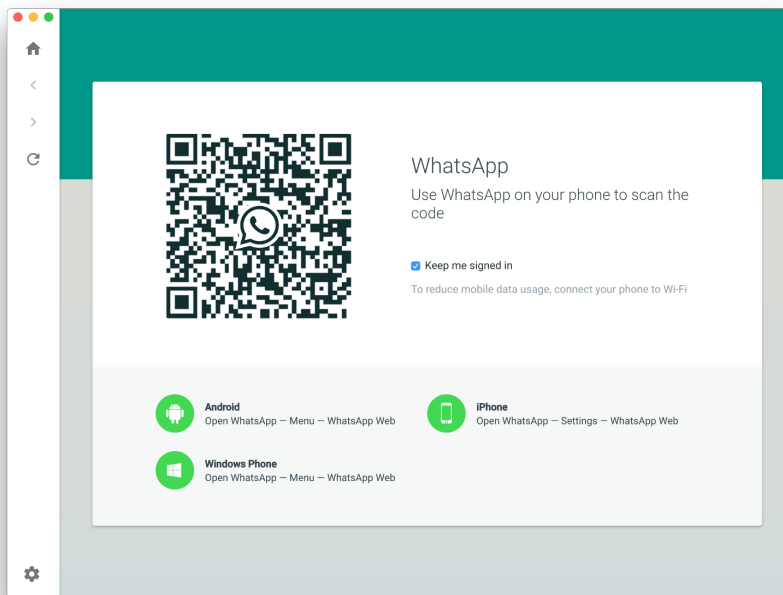 WhatsApp
Use WhatsApp on your phone to scan the
code
Keep me signed in
To reduce mobile data usage, connect your phone to Wi-Fi
Android
Open WhatsApp — Menu — WhatsApp Web
iPhone
Open WhatsApp — Settings — WhatsApp Web
Windows Phone
Open WhatsApp — Menu — WhatsApp Web